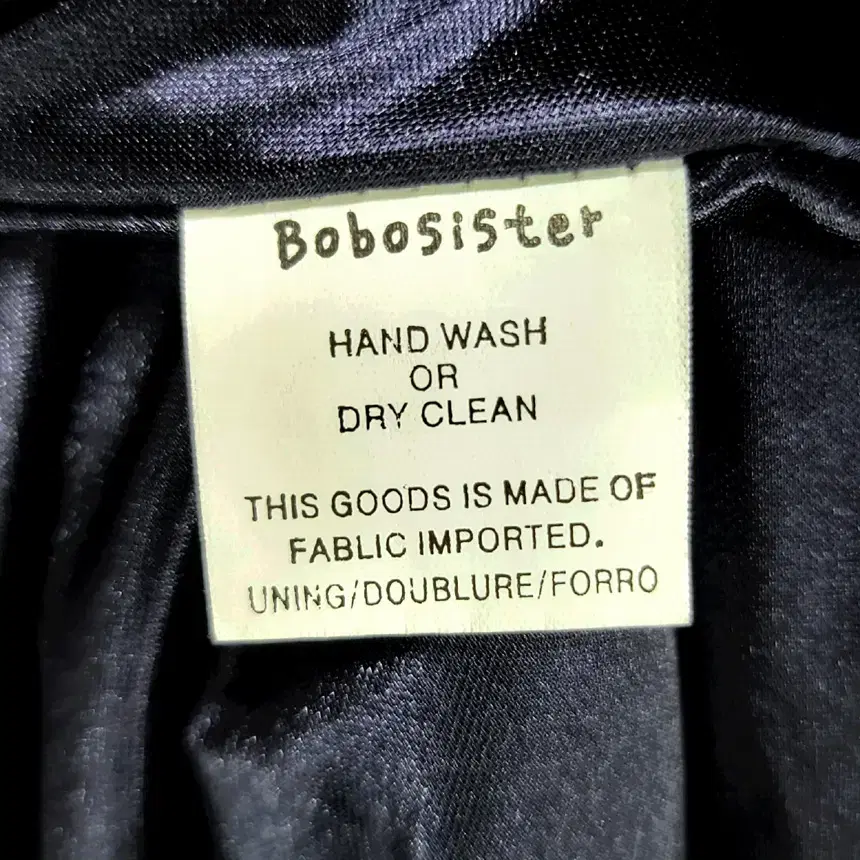 BoboSister
HAND WASH
OR
DRY CLEAN
THIS GOODS IS MADE OF
FABLIC IMPORTED.
UNING/DOUBLURE/FORRO